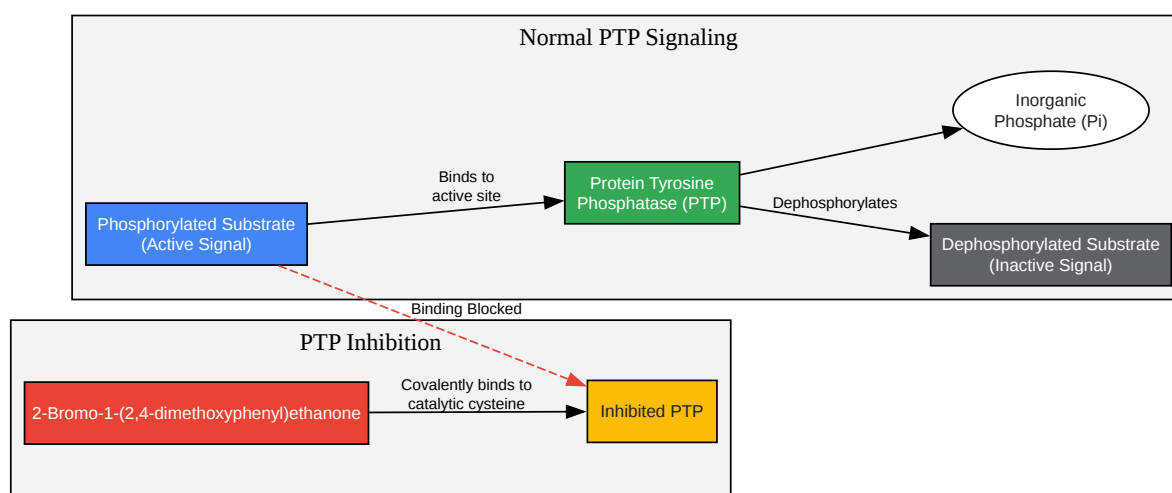 Normal PTP Signaling
Inorganic
Phosphate (Pi)
Protein Tyrosine
Phosphatase (PTP)
Binds to
active site
Dephosphorylates
Phosphorylated Substrate
(Active Signal)
Dephosphorylated Substrate
(Inactive Signal)
Binding Blocked
PTP Inhibition
2-Bromo-1-(2,4-dimethoxyphenyl)ethanone
Covalently binds to
catalytic cysteine
Inhibited PTP